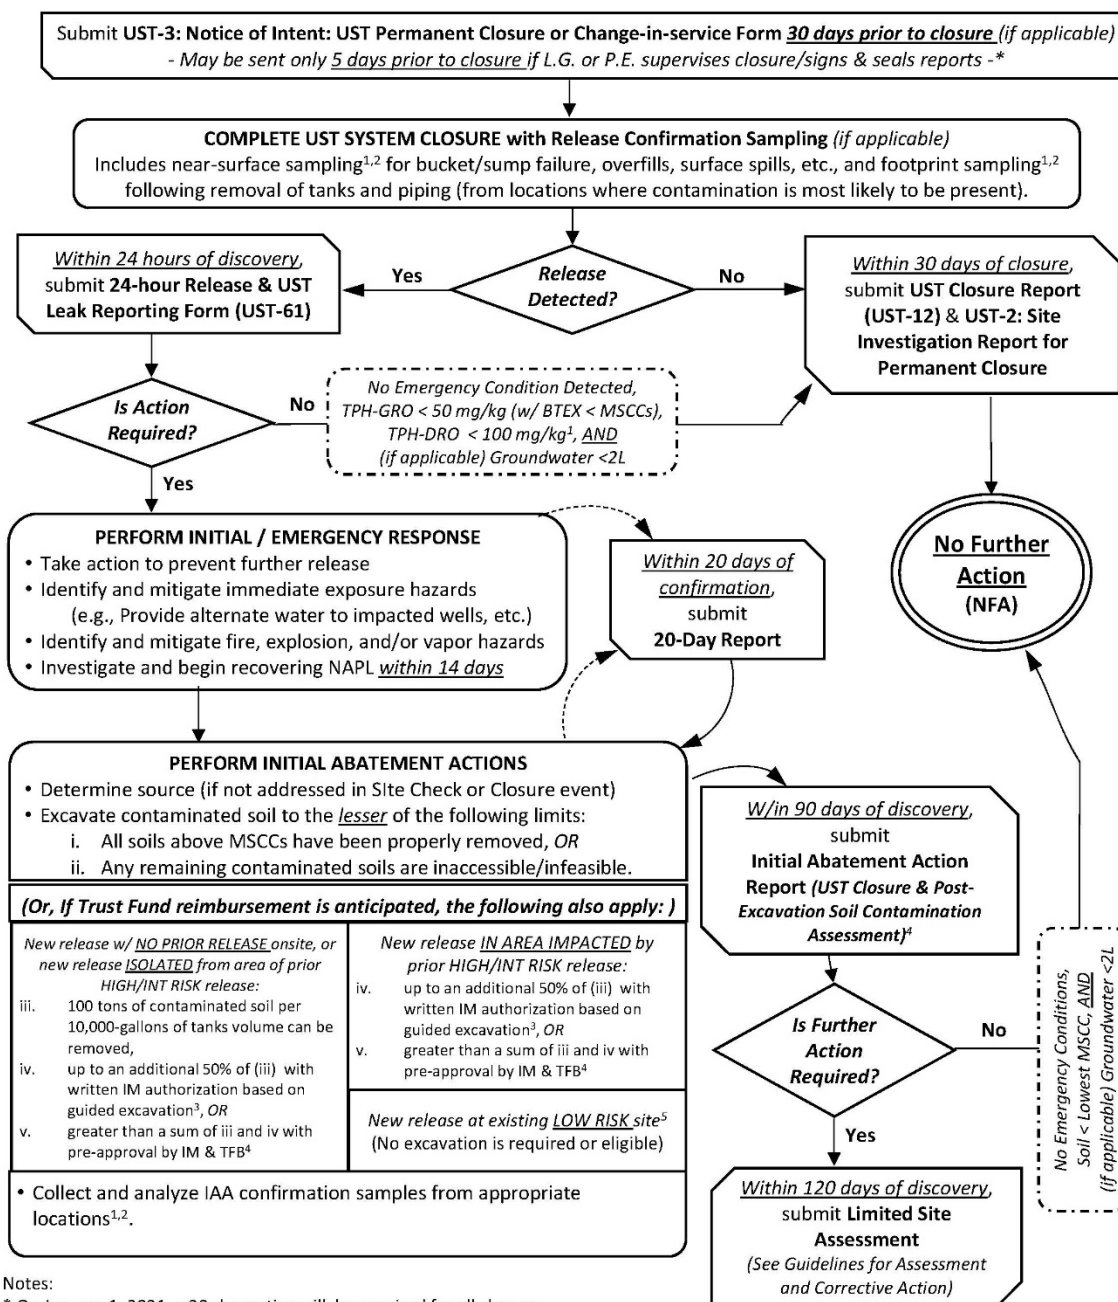 Submit UST-3: Notice of Intent: UST Permanent Closure or Change-in-service Form 30 days prior to closure (if applicable)
- May be sent only 5 days prior to closure if L.G. or P.E. supervises closure/signs & seals reports -*
COMPLETE UST SYSTEM CLOSURE with Release Confirmation Sampling (if applicable)
Includes near-surface sampling1,2 for bucket/sump failure, overfills, surface spills, etc., and footprint sampling1,2
following removal of tanks and piping (from locations where contamination is most likely to be present).
Within 24 hours of discovery,
submit 24-hour Release & UST
Leak Reporting Form (UST-61)
Yes
Release
Detected?
No
Within 30 days of closure,
submit UST Closure Report
(UST-12) & UST-2: Site
Investigation Report for
Permanent Closure
Is Action
Required?
No
No Emergency Condition Detected,
TPH-GRO < 50 mg/kg (w/ BTEX < MSCCs),
TPH-DRO < 100 mg/kg1, AND
(if applicable) Groundwater <2L
Yes
PERFORM INITIAL / EMERGENCY RESPONSE
• Take action to prevent further release
• Identify and mitigate immediate exposure hazards
(e.g., Provide alternate water to impacted wells, etc.)
• Identify and mitigate fire, explosion, and/or vapor hazards
• Investigate and begin recovering NAPL within 14 days
Within 20 days of
confirmation,
submit
20-Day Report
No Further
Action
(NFA)
PERFORM INITIAL ABATEMENT ACTIONS
• Determine source (if not addressed in SIte Check or Closure event)
• Excavate contaminated soil to the lesser of the following limits:
i. All soils above MSCCs have been properly removed, OR
ii. Any remaining contaminated soils are inaccessible/infeasible.
(Or, If Trust Fund reimbursement is anticipated, the following also apply: )
New release w/ NO PRIOR RELEASE onsite, or
new release ISOLATED from area of prior
HIGH/INT RISK release:
iii. 100 tons of contaminated soil per
10,000-gallons of tanks volume can be
removed,
iv. up to an additional 50% of (iii) with
written IM authorization based on
guided excavation3, OR
v. greater than a sum of iii and iv with
pre-approval by IM & TFB4
New release IN AREA IMPACTED by
prior HIGH/INT RISK release:
iv. up to an additional 50% of (iii) with
written IM authorization based on
guided excavation3, OR
v. greater than a sum of iii and iv with
pre-approval by IM & TFB4
New release at existing LOW RISK site5
(No excavation is required or eligible)
• Collect and analyze IAA confirmation samples from appropriate
locations1,2.
W/in 90 days of discovery,
submit
Initial Abatement Action
Report (UST Closure & Post-
Excavation Soil Contamination
Assessment)4
Is Further
Action
Required?
No
No Emergency Conditions,
Soil < Lowest MSCC, AND
(if applicable) Groundwater <2L
Yes
Within 120 days of discovery,
submit Limited Site
Assessment
(See Guidelines for Assessment
and Corrective Action)
Notes: